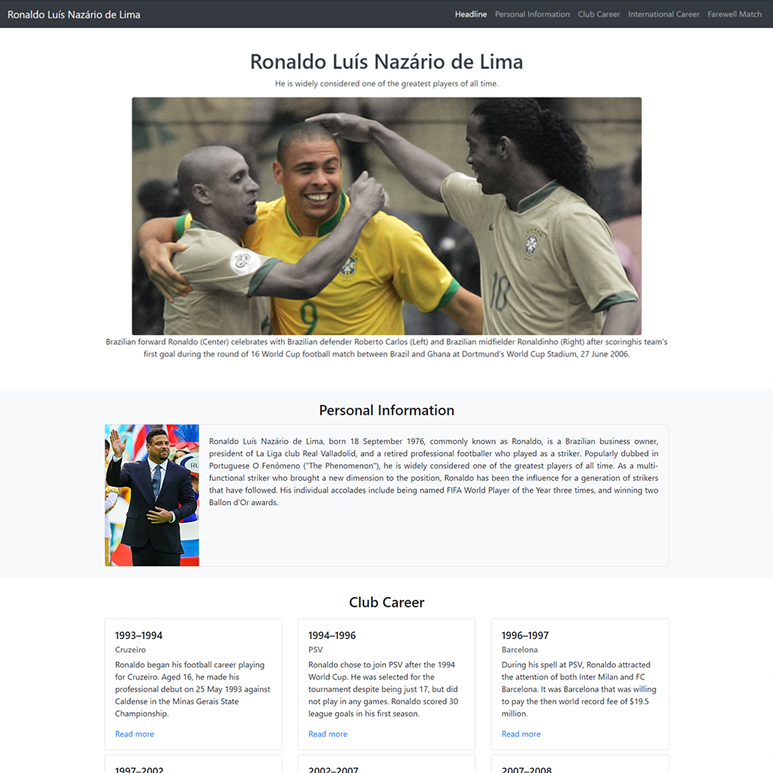 Ronaldo Luís Nazário de Lima
Headline Personal Information Club Career International Career Farewell Match
Ronaldo Luís Nazário de Lima
He is widely considered one of the greatest players of all time.
9
10
Brazilian forward Ronaldo (Center) celebrates with Brazilian defender Roberto Carlos (Left) and Brazilian midfielder Ronaldinho (Right) after scoringhis team's
first goal during the round of 16 World Cup football match between Brazil and Ghana at Dortmund's World Cup Stadium, 27 June 2006.
Personal Information
Ronaldo Luís Nazário de Lima, born 18 September 1976, commonly known as Ronaldo, is a Brazilian business owner,
president of La Liga club Real Valladolid, and a retired professional footballer who played as a striker. Popularly dubbed in
Portuguese O Fenômeno ("The Phenomenon"), he is widely considered one of the greatest players of all time. As a multi-
functional striker who brought a new dimension to the position, Ronaldo has been the influence for a generation of strikers
that have followed. His individual accolades include being named FIFA World Player of the Year three times, and winning two
Ballon d'Or awards.
RU
Club Career
1993–1994
Cruzeiro
Ronaldo began his football career playing
for Cruzeiro. Aged 16, he made his
professional debut on 25 May 1993 against
Caldense in the Minas Gerais State
Championship.
Read more
1994–1996
PSV
Ronaldo chose to join PSV after the 1994
World Cup. He was selected for the
tournament despite being just 17, but did
not play in any games. Ronaldo scored 30
league goals in his first season.
Read more
1996–1997
Barcelona
During his spell at PSV, Ronaldo attracted
the attention of both Inter Milan and FC
Barcelona. It was Barcelona that was willing
to pay the then world record fee of $19.5
million.
Read more
1997–2002
2002–2007
2007–2008